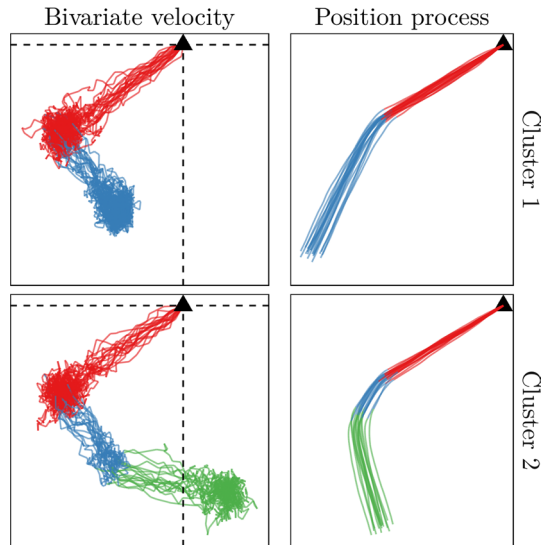 Bivariate velocity
Position process
Cluster 1
Cluster 2